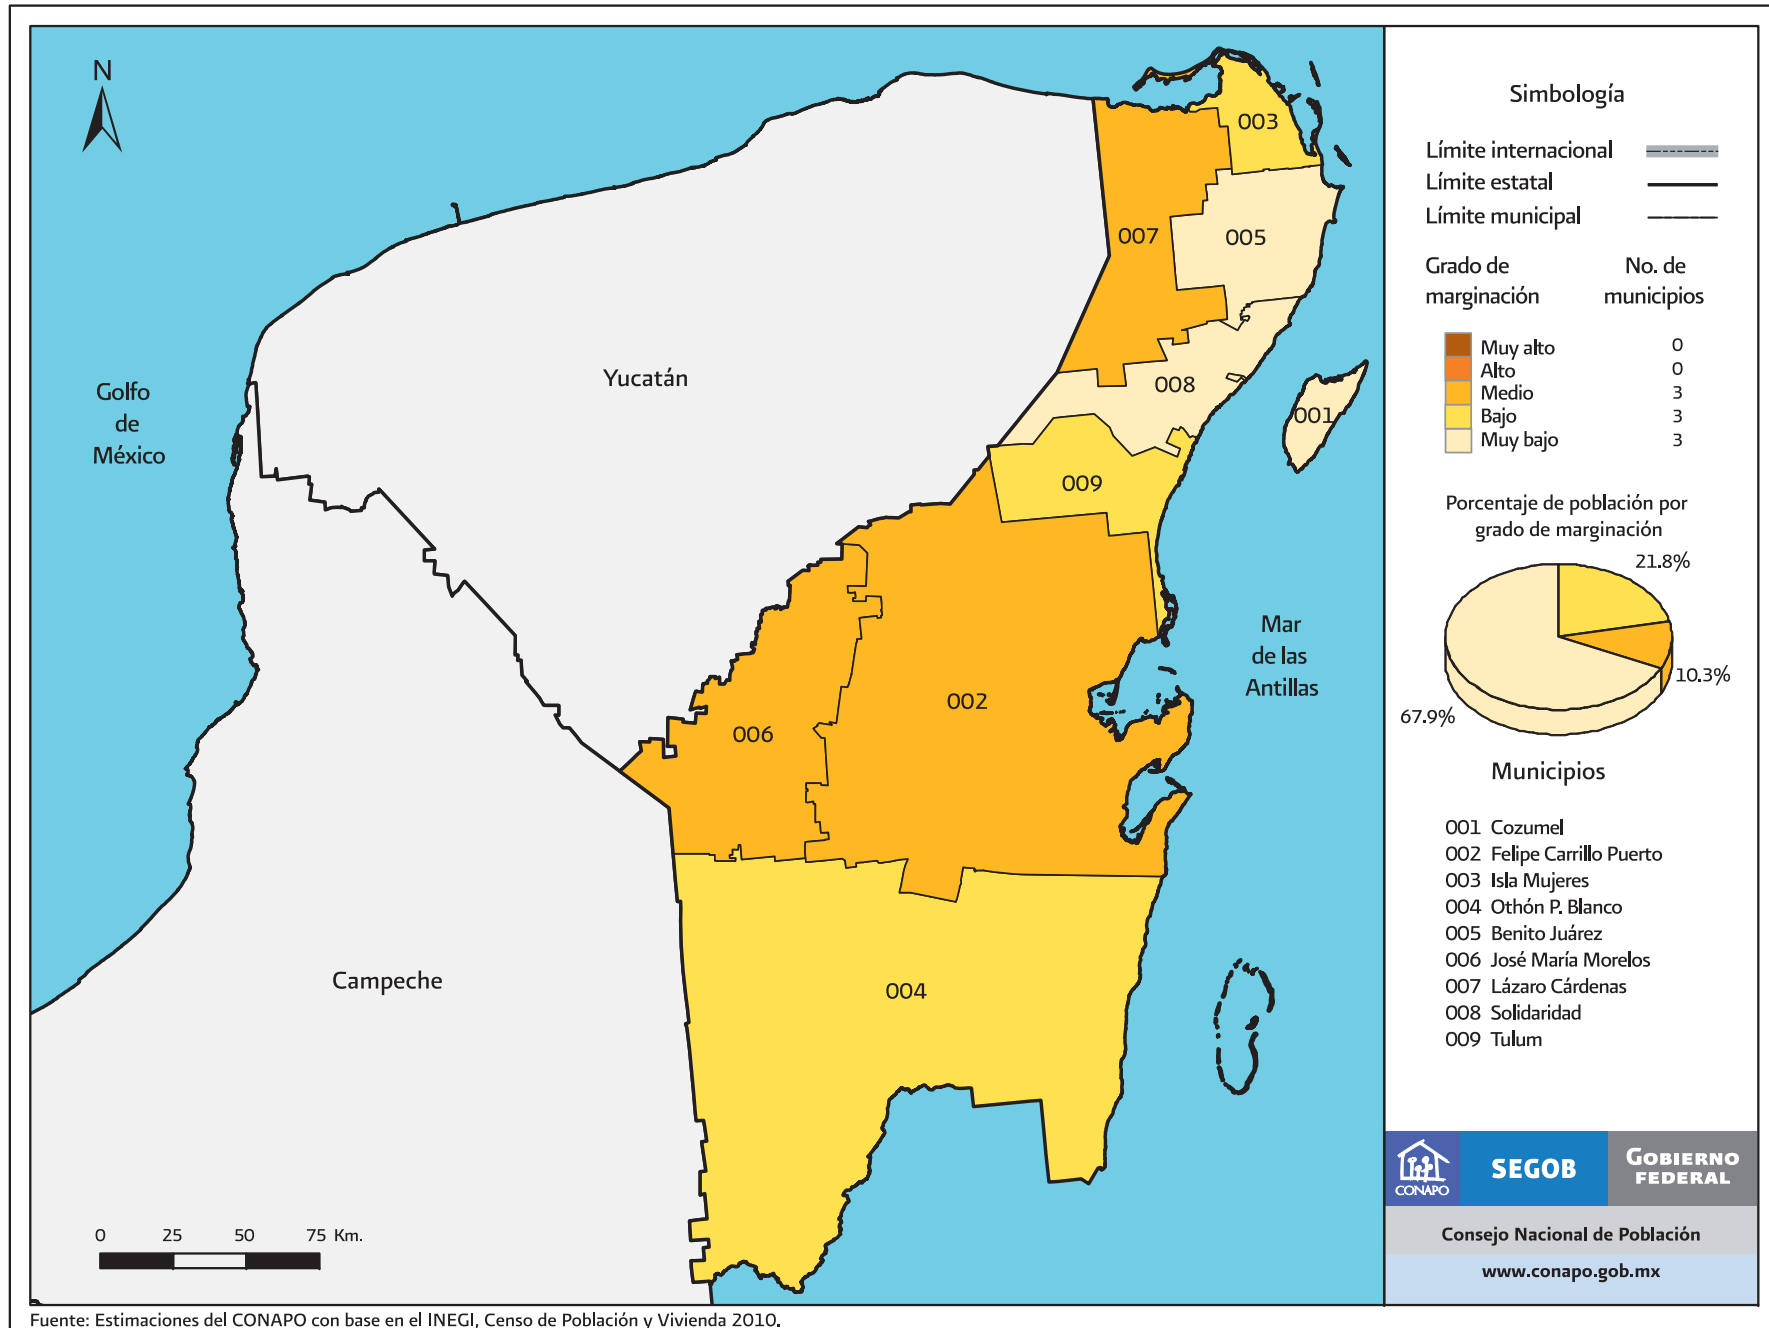 N
Golfo
de
México
Yucatán
Campeche
Mar
de las
Antillas
003
005
007
008
001
009
002
006
004
0 25 50 75 Km.
Simbología
Límite internacional
Límite estatal
Límite municipal
Grado de marginación
No. de municipios
Muy alto 0
Alto 0
Medio 3
Bajo 3
Muy bajo 3
Porcentaje de población por
grado de marginación
21.8%
10.3%
67.9%
Municipios
001 Cozumel
002 Felipe Carrillo Puerto
003 Isla Mujeres
004 Othón P. Blanco
005 Benito Juárez
006 José María Morelos
007 Lázaro Cárdenas
008 Solidaridad
009 Tulum
CONAPO
SEGOB
GOBIERNO
FEDERAL
Consejo Nacional de Población
www.conapo.gob.mx
Fuente: Estimaciones del CONAPO con base en el INEGI, Censo de Población y Vivienda 2010.